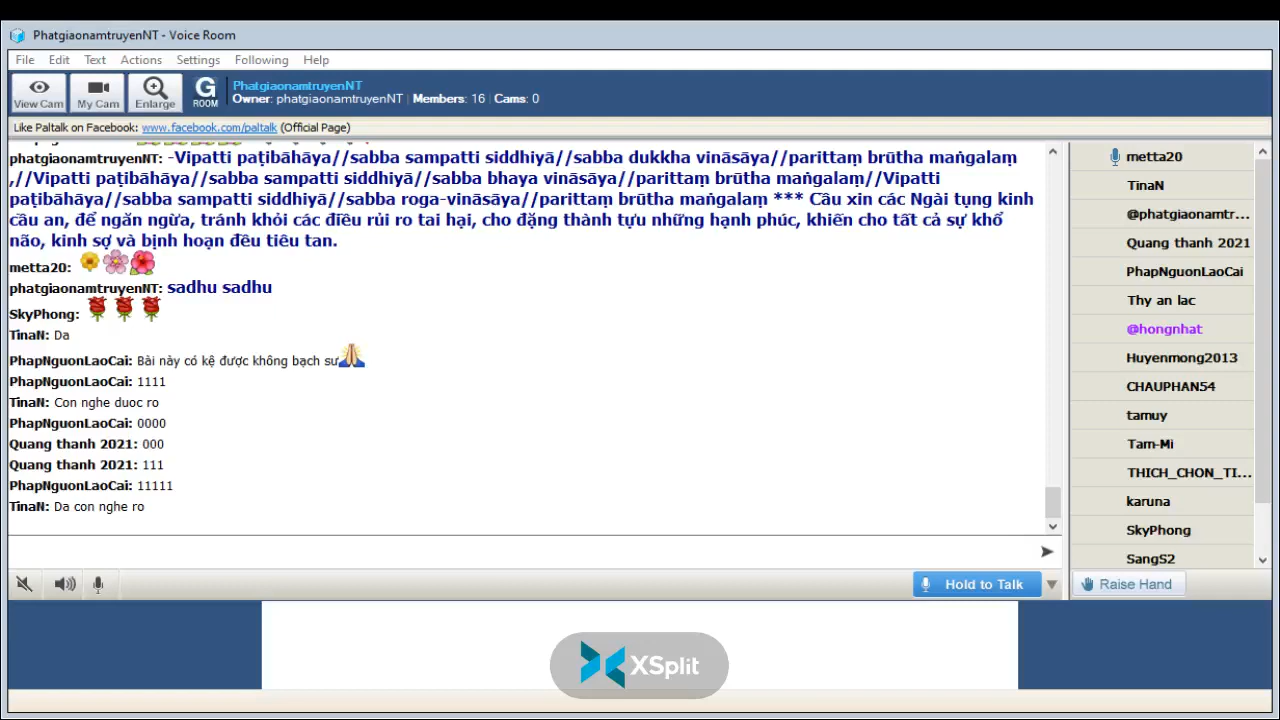 PhatgiaonamtruyenNT - Voice Room
File Edit Text Actions Settings Following Help
View Cam My Cam Enlarge G ROOM
PhatgiaonamtruyenNT
Owner: phatgiaonamtruyenNT | Members: 16 | Cams: 0
Like Paltalk on Facebook: www.facebook.com/paltalk (Official Page)
phatgiaonamtruyenNT: -Vipatti paṭibāhāya//sabba sampatti siddhiyā//sabba dukkha vināsāya//parittaṃ brūtha maṅgalaṃ
,//Vipatti paṭibāhāya//sabba sampatti siddhiyā//sabba bhaya vināsāya//parittaṃ brūtha maṅgalaṃ//Vipatti
paṭibāhāya//sabba sampatti siddhiyā//sabba roga-vināsāya//parittaṃ brūtha maṅgalaṃ *** Cầu xin các Ngài tụng kinh
cầu an, để ngăn ngừa, tránh khỏi các điều rủi ro tai hại, cho đặng thành tựu những hạnh phúc, khiến cho tất cả sự khổ
não, kinh sợ và bịnh hoạn đều tiêu tan.
metta20:
phatgiaonamtruyenNT: sadhu sadhu
SkyPhong:
TinaN: Da
PhapNguonLaoCai: Bài này có kệ được không bạch sư
PhapNguonLaoCai: 1111
TinaN: Con nghe duoc ro
PhapNguonLaoCai: 0000
Quang thanh 2021: 000
Quang thanh 2021: 111
PhapNguonLaoCai: 11111
TinaN: Da con nghe ro
metta20
TinaN
@phatgiaonamtr...
Quang thanh 2021
PhapNguonLaoCai
Thy an lac
@hongnhat
Huyenmong2013
CHAUPHAN54
tamuy
Tam-Mi
THICH_CHON_TI...
karuna
SkyPhong
SangS2
Hold to Talk
Raise Hand
XSplit